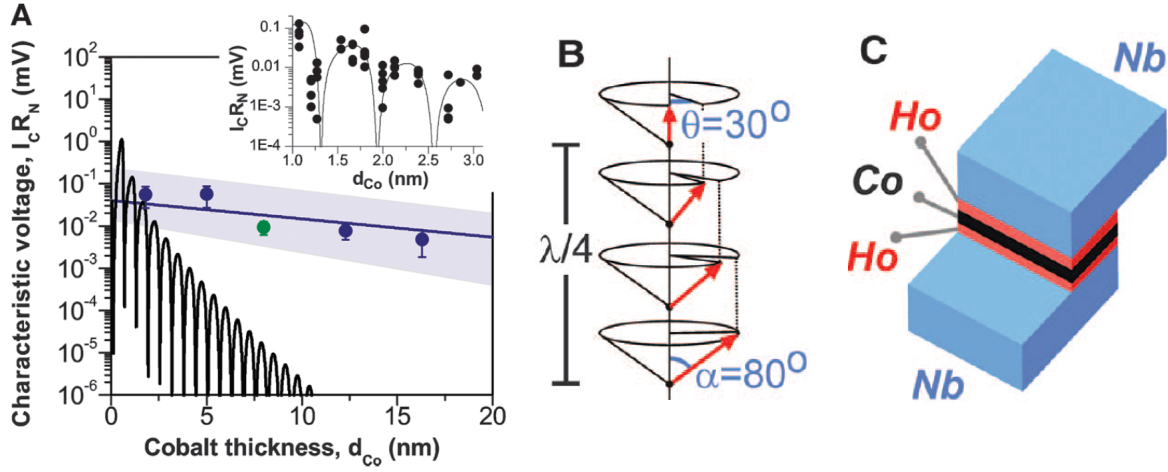 A
Characteristic voltage, I_C R_N (mV)
10²
10¹
10⁰
10⁻¹
10⁻²
10⁻³
10⁻⁴
10⁻⁵
10⁻⁶
0
5
10
15
20
Cobalt thickness, d_Co (nm)
I_C R_N (mV)
0.1
0.01
1E-3
1E-4
1.0
1.5
2.0
2.5
3.0
d_Co (nm)
B
θ=30°
λ/4
α=80°
C
Nb
Ho
Co
Ho
Nb